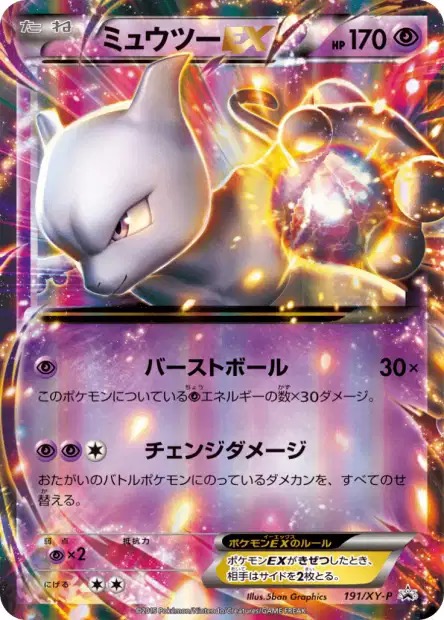 たね ミュウツーEX HP170
バーストボール 30×
このポケモンについている エネルギーの数×30ダメージ。
チェンジダメージ
おたがいのバトルポケモンにのっているダメカンを、すべてのせ
替える。
弱点 抵抗力
×2
ポケモンEXのルール
ポケモンEXがきぜつしたとき、
相手はサイドを2枚とる。
にげる
Illus. 5ban Graphics 191/XY-P
©2015 Pokémon/Nintendo/Creatures/GAME FREAK